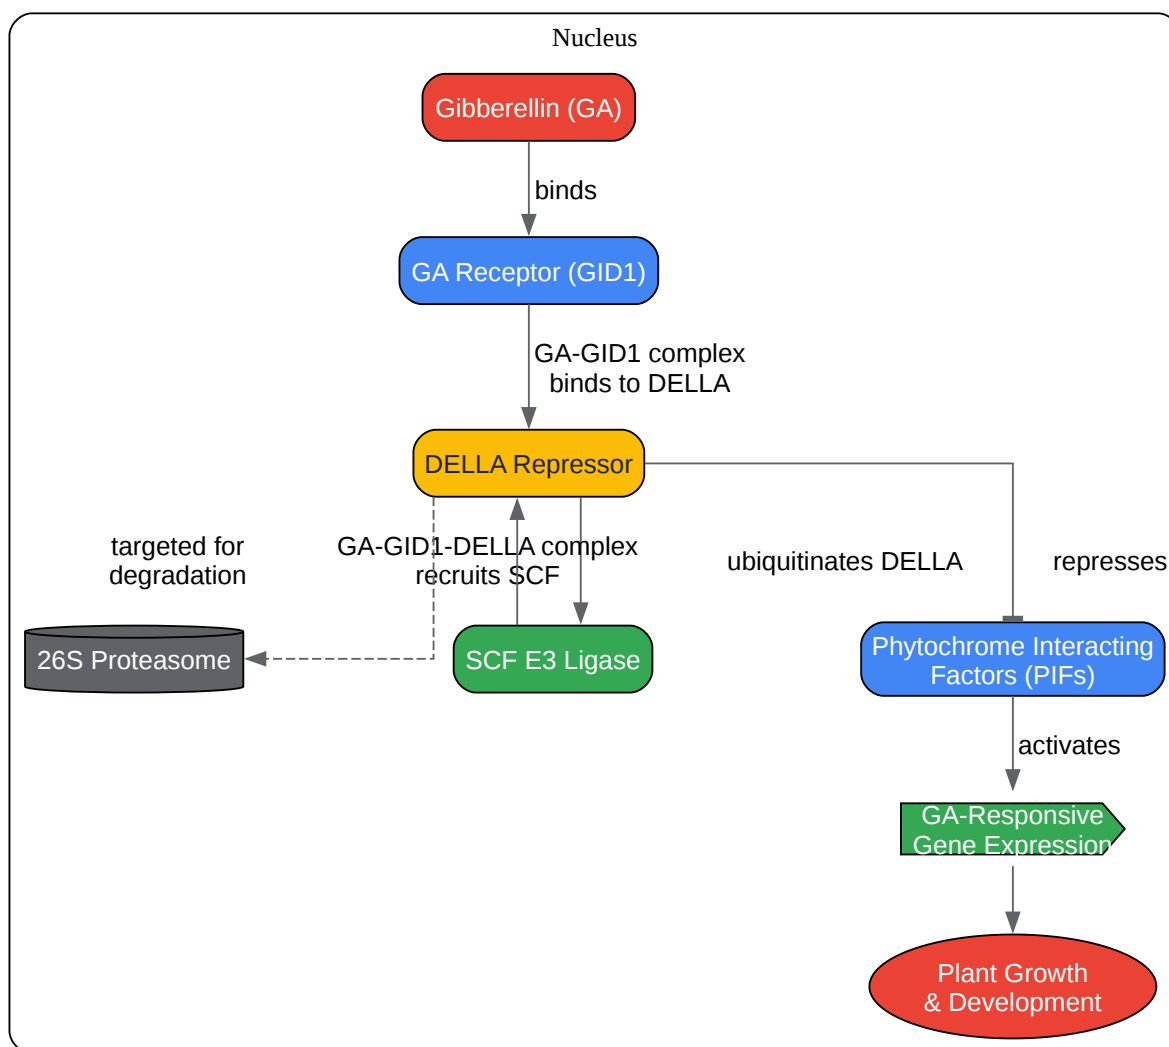 Nucleus
Gibberellin (GA)
binds
GA Receptor (GID1)
GA-GID1 complex
binds to DELLA
DELLA Repressor
targeted for
degradation
GA-GID1-DELLA complex
recruits SCF
ubiquitinates DELLA
represses
26S Proteasome
SCF E3 Ligase
Phytochrome Interacting
Factors (PIFs)
activates
GA-Responsive
Gene Expression
Plant Growth
& Development